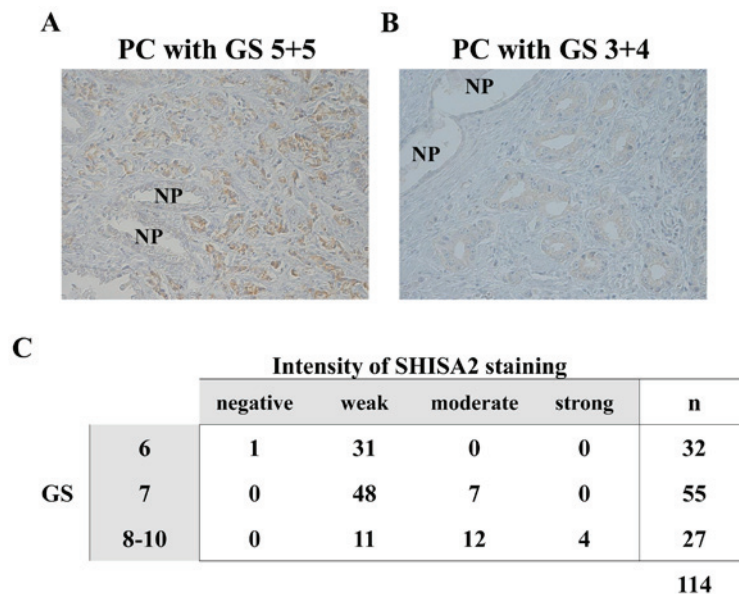 A
PC with GS 5+5
NP
NP
B
PC with GS 3+4
NP
NP
C
Intensity of SHISA2 staining
negative weak moderate strong n
6 1 31 0 0 32
GS 7 0 48 7 0 55
8-10 0 11 12 4 27
114